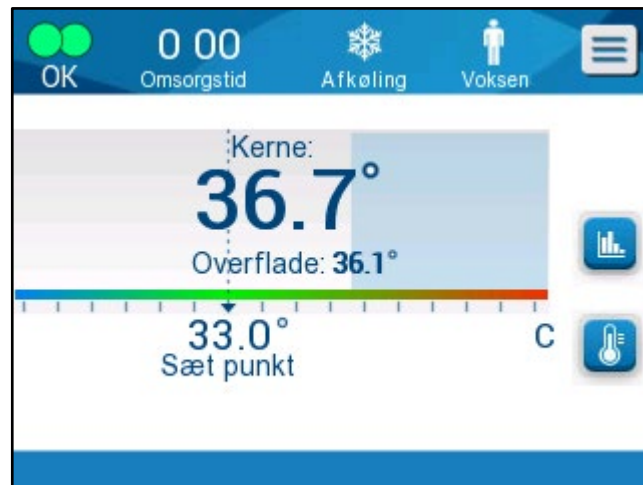 OK
0 00
Omsorgstid
Afkøling
Voksen
Kerne:
36.7°
Overflade: 36.1°
33.0°
Sæt punkt
C